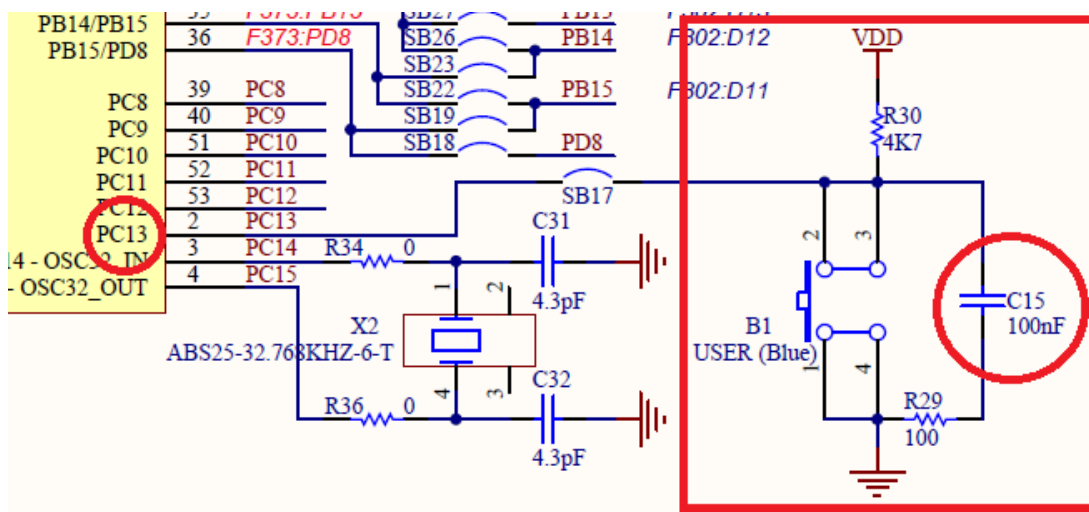 PB14/PB15
PB15/PD8
36
F373:PD8
SB26
SB23
SB22
SB19
SB18
PB14
PB15
PD8
F302:D12
F302:D11
PC8
39
PC8
PC9
40
PC9
PC10
51
PC10
PC11
52
PC11
PC12
53
PC12
PC13
2
PC13
14 - OSC32_IN
3
PC14
- OSC32_OUT
4
PC15
SB17
R34
0
C31
4.3pF
1
2
X2
ABS25-32.768KHZ-6-T
4
3
R36
0
C32
4.3pF
VDD
R30
4K7
2
3
B1
USER (Blue)
1
4
C15
100nF
R29
100